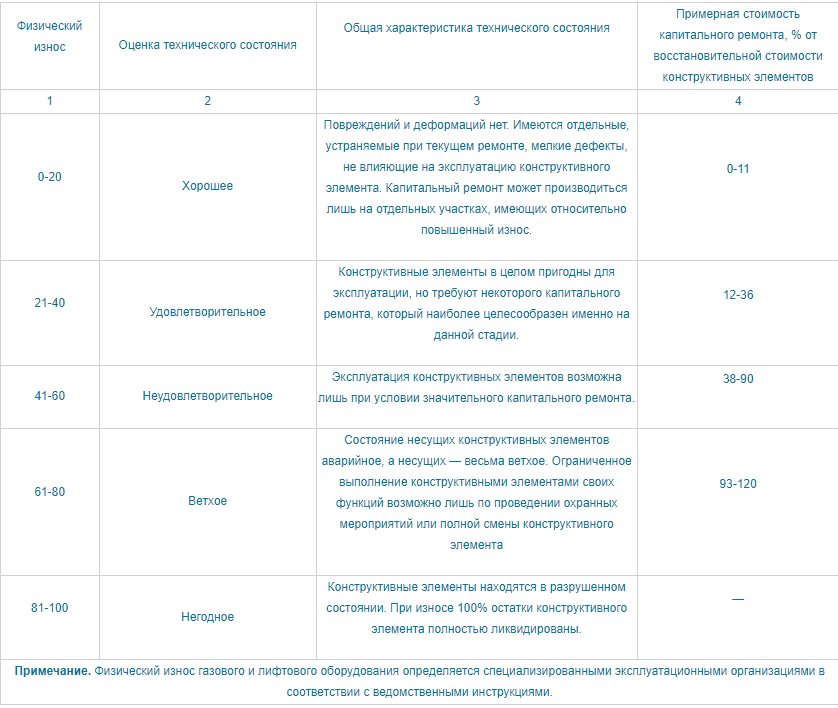 Физический
износ
Оценка технического состояния
Общая характеристика технического состояния
Примерная стоимость
капитального ремонта, % от
восстановительной стоимости
конструктивных элементов
1
2
3
4
0-20
Хорошее
Повреждений и деформаций нет. Имеются отдельные,
устраняемые при текущем ремонте, мелкие дефекты,
не влияющие на эксплуатацию конструктивного
элемента. Капитальный ремонт может производиться
лишь на отдельных участках, имеющих относительно
повышенный износ.
0-11
21-40
Удовлетворительное
Конструктивные элементы в целом пригодны для
эксплуатации, но требуют некоторого капитального
ремонта, который наиболее целесообразен именно на
данной стадии.
12-36
41-60
Неудовлетворительное
Эксплуатация конструктивных элементов возможна
лишь при условии значительного капитального ремонта.
38-90
61-80
Ветхое
Состояние несущих конструктивных элементов
аварийное, а несущих — весьма ветхое. Ограниченное
выполнение конструктивными элементами своих
функций возможно лишь по проведении охранных
мероприятий или полной смены конструктивного
элемента
93-120
81-100
Негодное
Конструктивные элементы находятся в разрушенном
состоянии. При износе 100% остатки конструктивного
элемента полностью ликвидированы.
—
Примечание. Физический износ газового и лифтового оборудования определяется специализированными эксплуатационными организациями в
соответствии с ведомственными инструкциями.